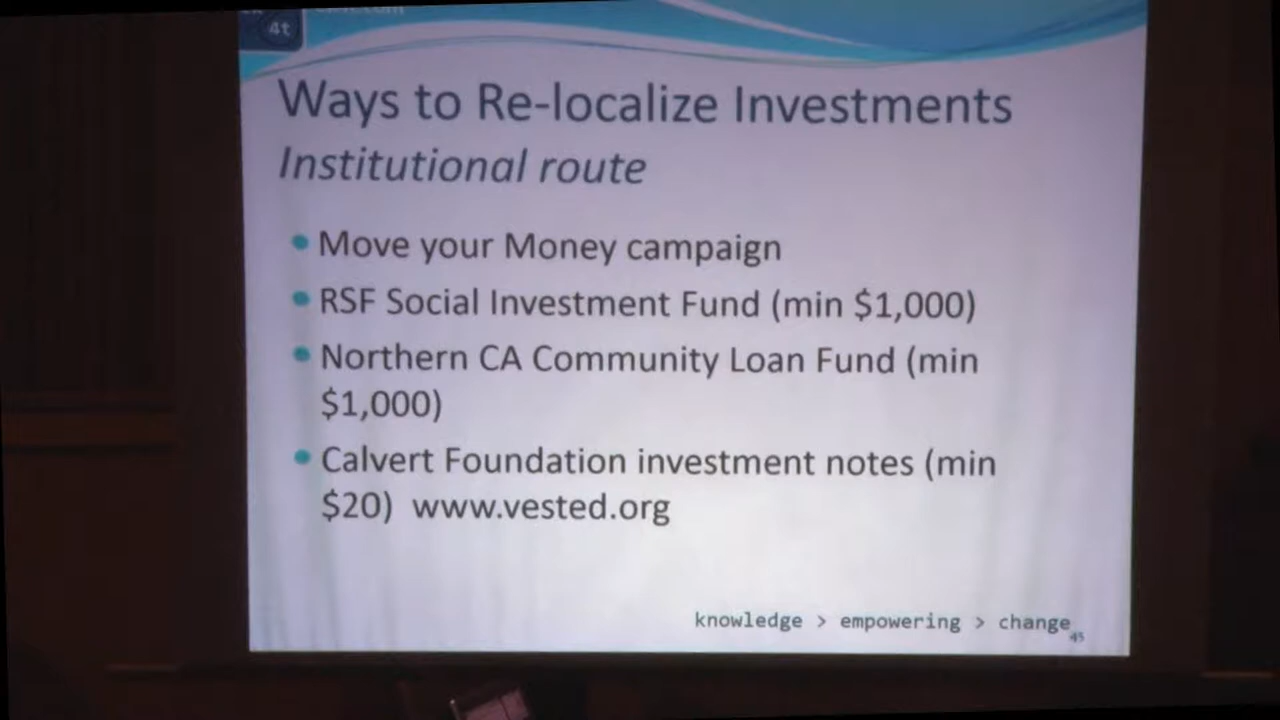 4t
Ways to Re-localize Investments
Institutional route
Move your Money campaign
RSF Social Investment Fund (min $1,000)
Northern CA Community Loan Fund (min
$1,000)
Calvert Foundation investment notes (min
$20) www.vested.org
knowledge > empowering > change
45